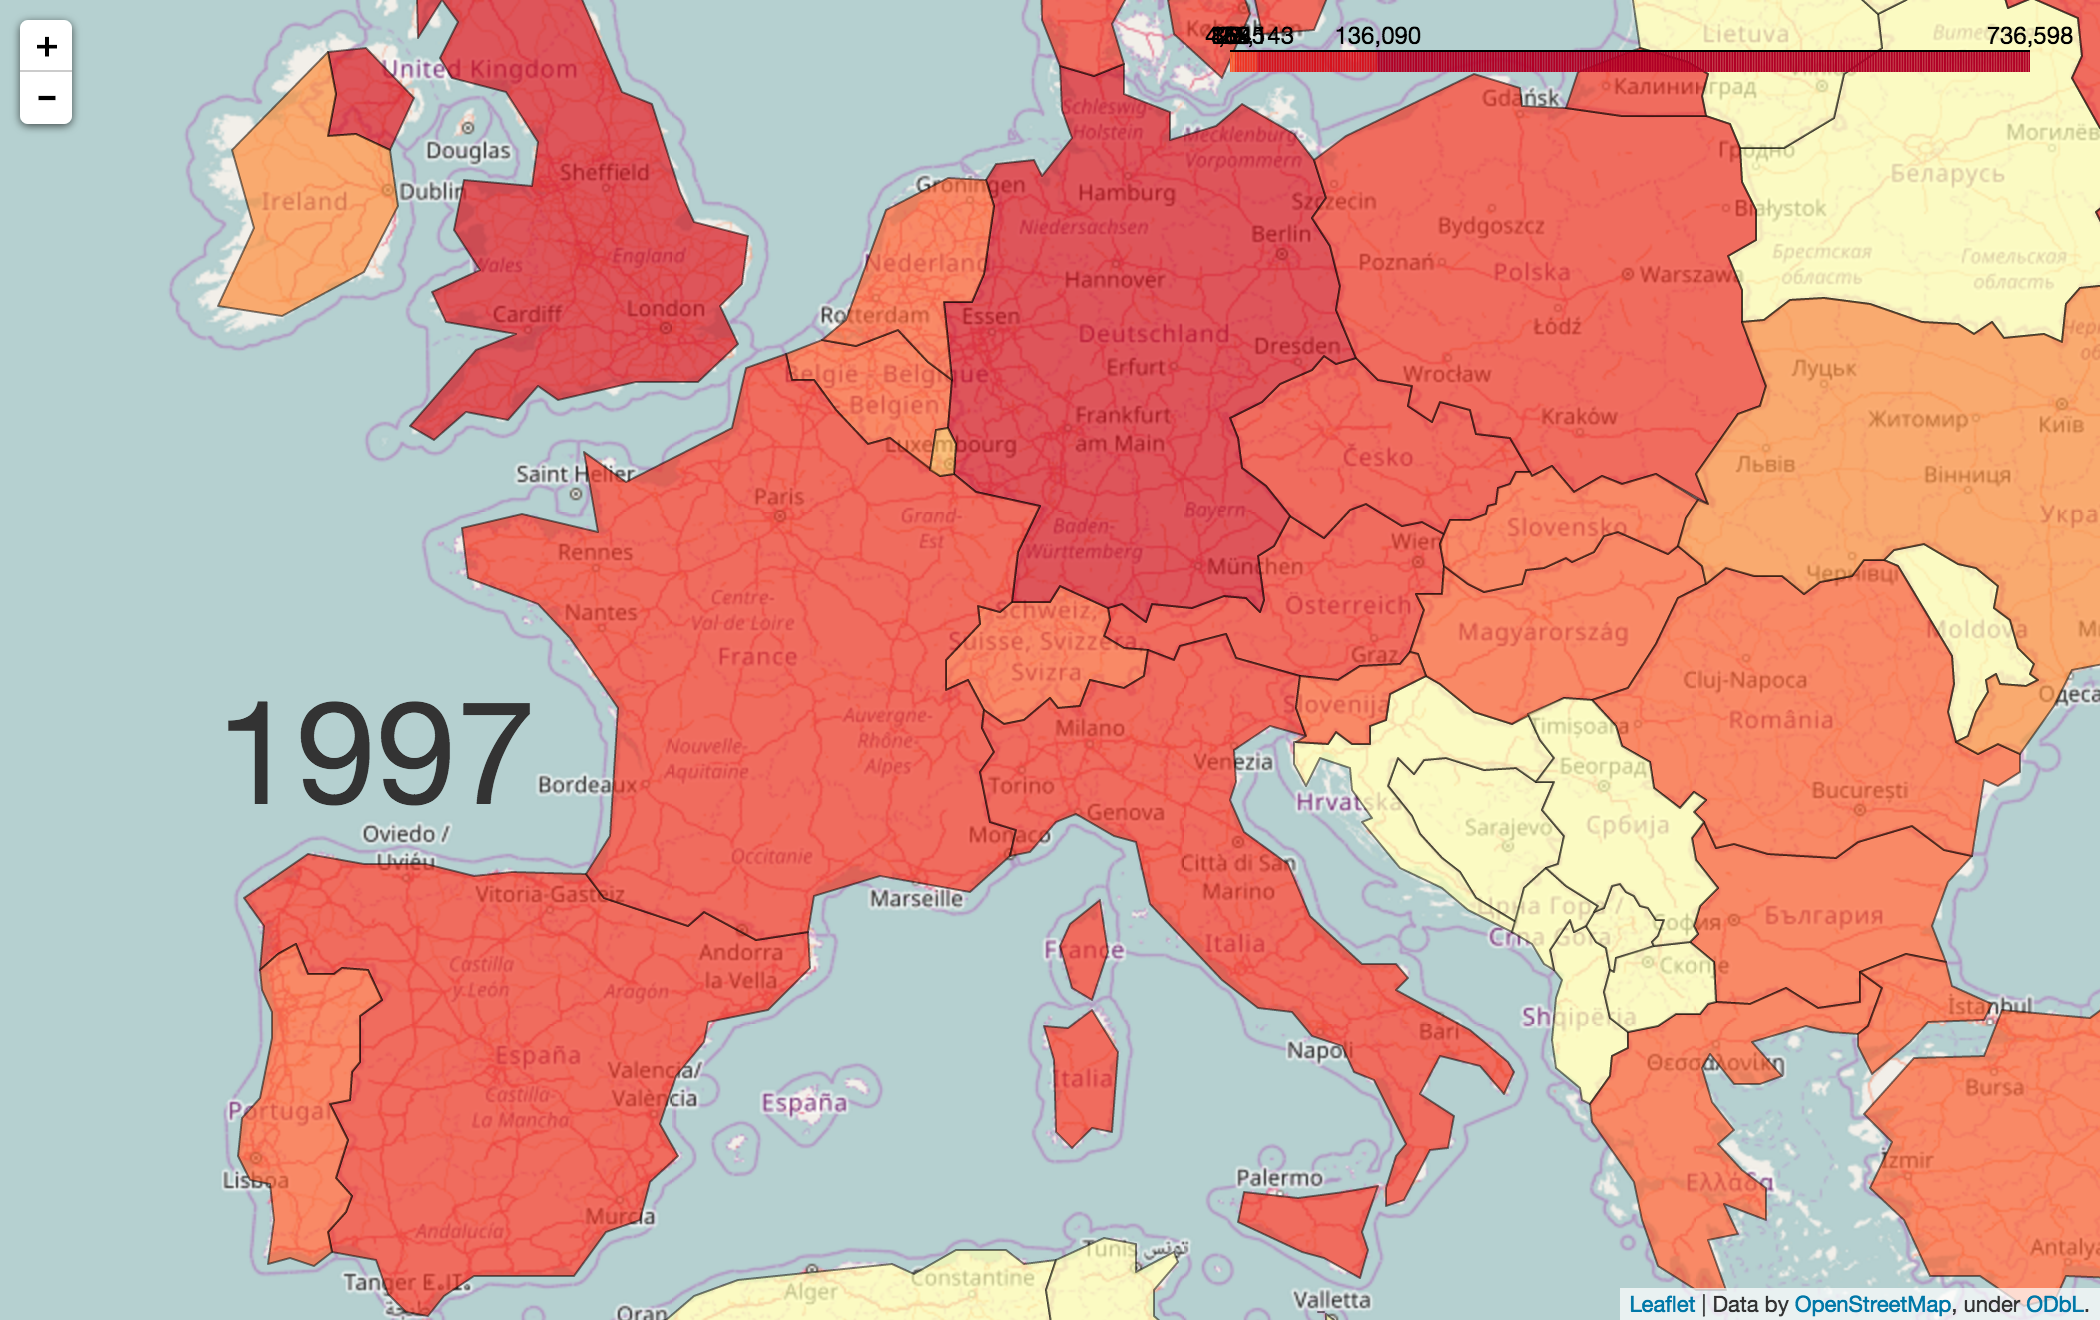 +
−
København
136,090
736,598
Lietuva
United Kingdom
Калининград
Gdańsk
Schleswig-
Holstein
Mecklenburg-
Vorpommern
Могилёв
Гродно
Douglas
Sheffield
Hamburg
Беларусь
Groningen
Szczecin
Białystok
Ireland
Dublin
Niedersachsen
Berlin
Bydgoszcz
Брестская
область
Гомельская
область
Wales
England
Nederland
Hannover
Poznań
Polska
Warszawa
Cardiff
London
Rotterdam
Essen
Deutschland
Łódź
Dresden
Erfurt
Wrocław
Луцьк
België - Belgique
Belgien
Frankfurt
am Main
Kraków
Житомир
Київ
Luxembourg
Česko
Львів
Вінниця
Saint Helier
Paris
Grand-
Est
Baden-
Württemberg
Bayern
Slovensko
Укра
Rennes
München
Wien
Чернівці
Nantes
Centre-
Val de Loire
France
Schweiz,
Suisse, Svizzera,
Svizra
Österreich
Graz
Magyarország
Moldova
Cluj-Napoca
România
Одеса
1997
Slovenija
Timișoara
Auvergne-
Rhône-
Alpes
Nouvelle-
Aquitaine
Milano
Venezia
Београд
Bordeaux
Torino
Genova
Hrvatska
București
Oviedo /
Uviéu
Monaco
Sarajevo
Србија
Occitanie
Città di San
Marino
Vitoria-Gasteiz
Marseille
Црна Гора /
Crna Gora
София
България
Andorra
la Vella
France
Italia
Скопје
Castilla
y León
Aragón
İstanbul
Shqipëria
Bari
Napoli
España
Valencia/
València
Θεσσαλονίκη
Italia
Bursa
Castilla-
La Mancha
España
Portugal
Lisboa
Palermo
Ελλάδα
İzmir
Murcia
Andalucía
Tunis تونس
Antalya
Tanger ⵟⴰⵏⵊⴰ
Alger
Constantine
Oran
Valletta
Leaflet | Data by OpenStreetMap, under ODbL.